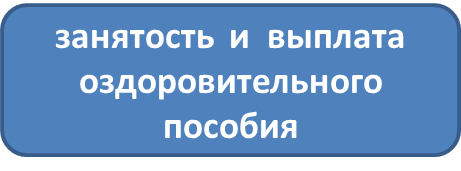 занятость и выплата
оздоровительного
пособия